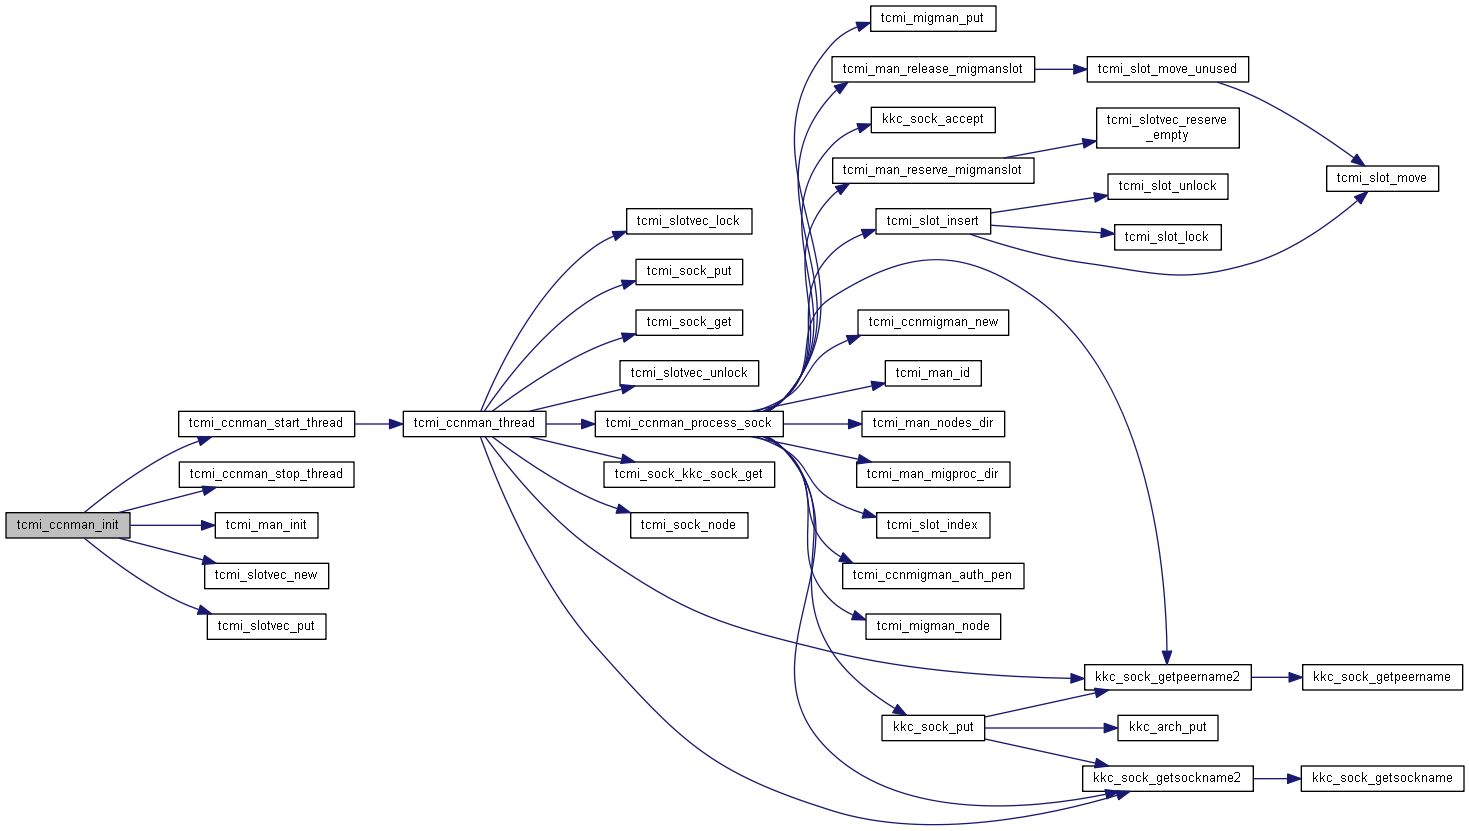 tcmi_migman_put
tcmi_man_release_migmanslot
tcmi_slot_move_unused
kkc_sock_accept
tcmi_slotvec_reserve
_empty
tcmi_man_reserve_migmanslot
tcmi_slot_move
tcmi_slot_unlock
tcmi_slotvec_lock
tcmi_slot_insert
tcmi_slot_lock
tcmi_sock_put
tcmi_sock_get
tcmi_ccnmigman_new
tcmi_slotvec_unlock
tcmi_man_id
tcmi_ccnman_start_thread
tcmi_ccnman_thread
tcmi_ccnman_process_sock
tcmi_man_nodes_dir
tcmi_ccnman_stop_thread
tcmi_sock_kkc_sock_get
tcmi_man_migproc_dir
tcmi_ccnman_init
tcmi_man_init
tcmi_sock_node
tcmi_slot_index
tcmi_slotvec_new
tcmi_ccnmigman_auth_pen
tcmi_slotvec_put
tcmi_migman_node
kkc_sock_getpeername2
kkc_sock_getpeername
kkc_sock_put
kkc_arch_put
kkc_sock_getsockname2
kkc_sock_getsockname